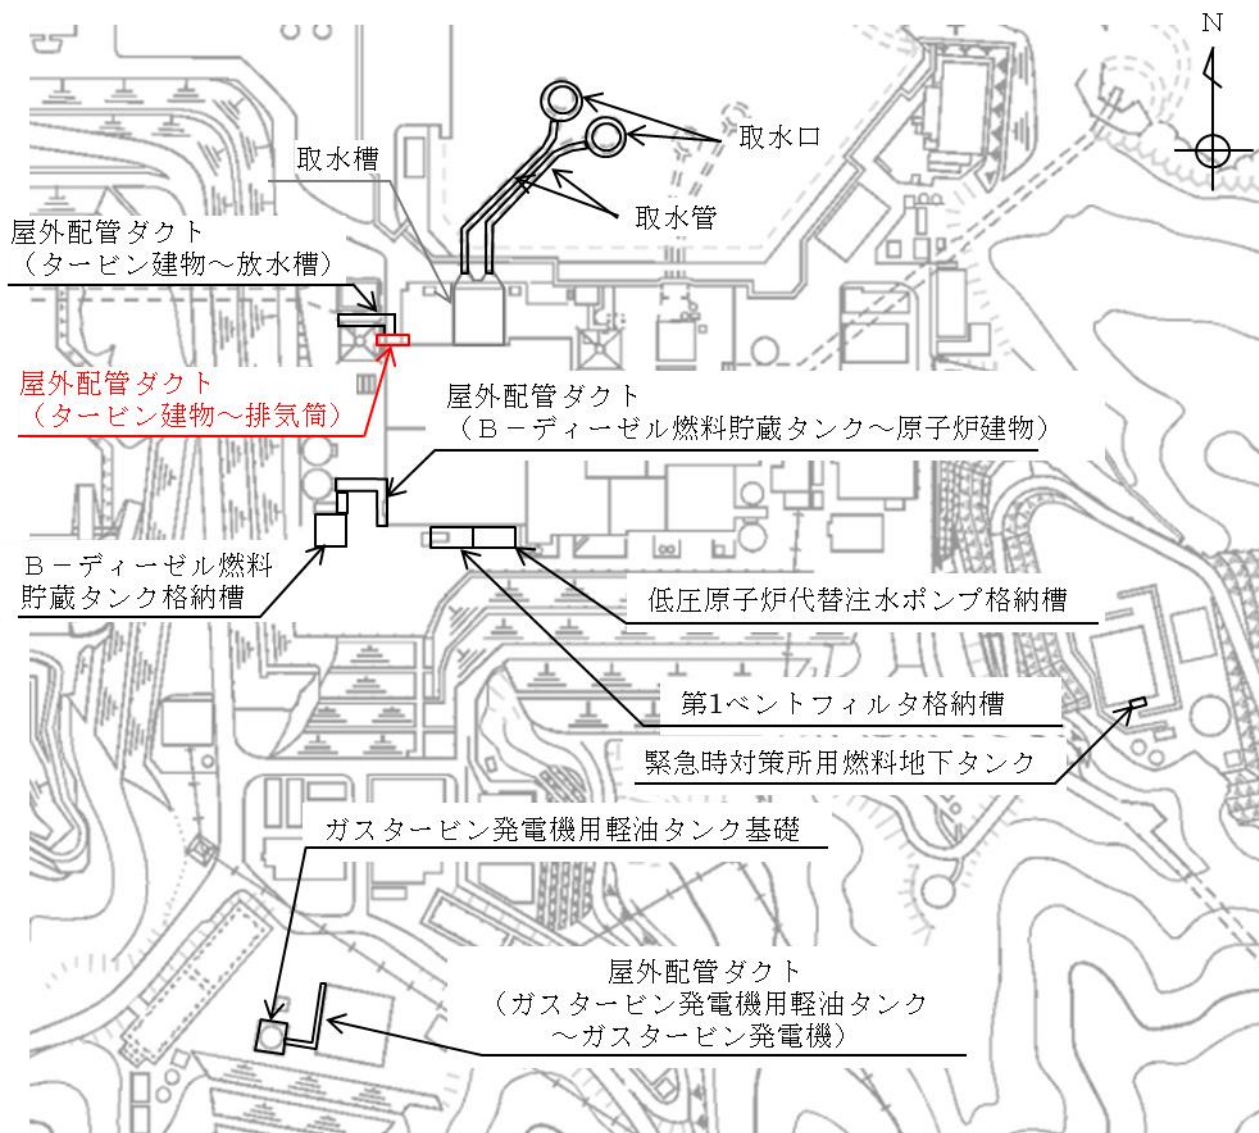 N
取水口
取水槽
取水管
屋外配管ダクト
（タービン建物～放水槽）
屋外配管ダクト
（タービン建物～排気筒）
屋外配管ダクト
（Ｂ－ディーゼル燃料貯蔵タンク～原子炉建物）
Ｂ－ディーゼル燃料
貯蔵タンク格納槽
低圧原子炉代替注水ポンプ格納槽
第1ベントフィルタ格納槽
緊急時対策所用燃料地下タンク
ガスタービン発電機用軽油タンク基礎
屋外配管ダクト
（ガスタービン発電機用軽油タンク
～ガスタービン発電機）